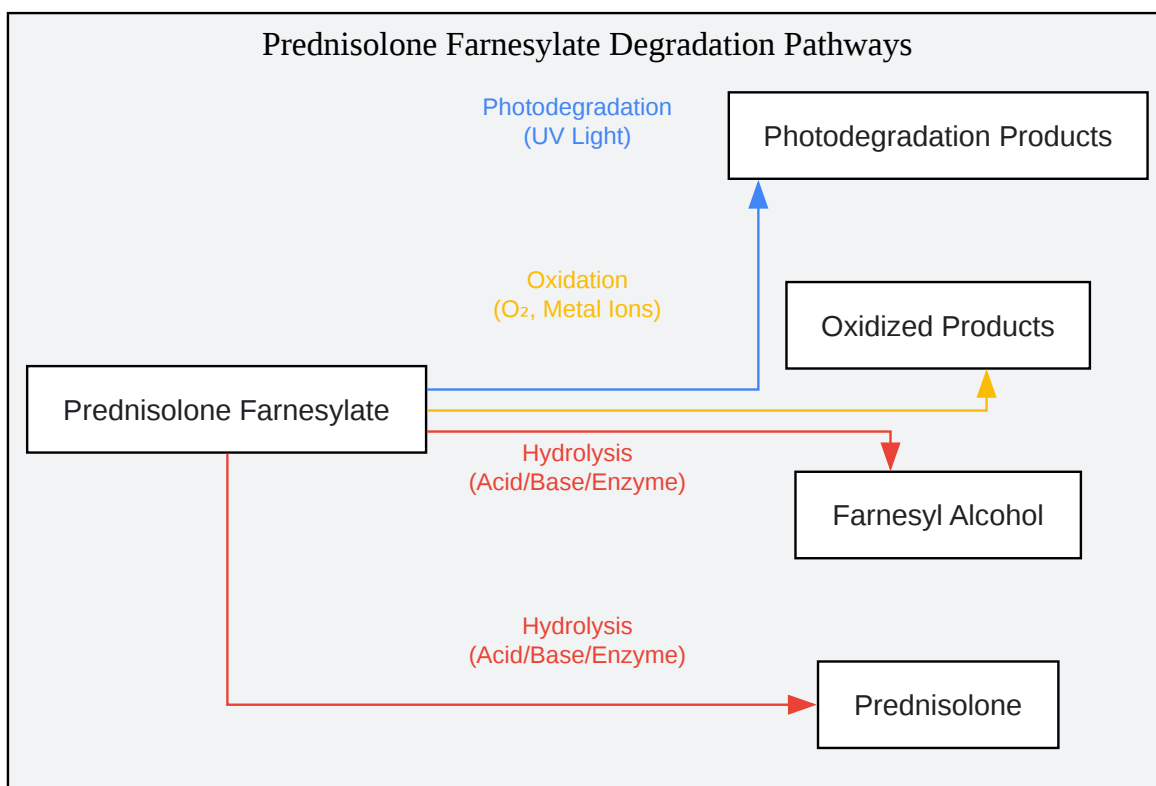 Prednisolone Farnesylate Degradation Pathways
Photodegradation
(UV Light)
Photodegradation Products
Oxidation
(O₂, Metal Ions)
Oxidized Products
Prednisolone Farnesylate
Hydrolysis
(Acid/Base/Enzyme)
Farnesyl Alcohol
Hydrolysis
(Acid/Base/Enzyme)
Prednisolone